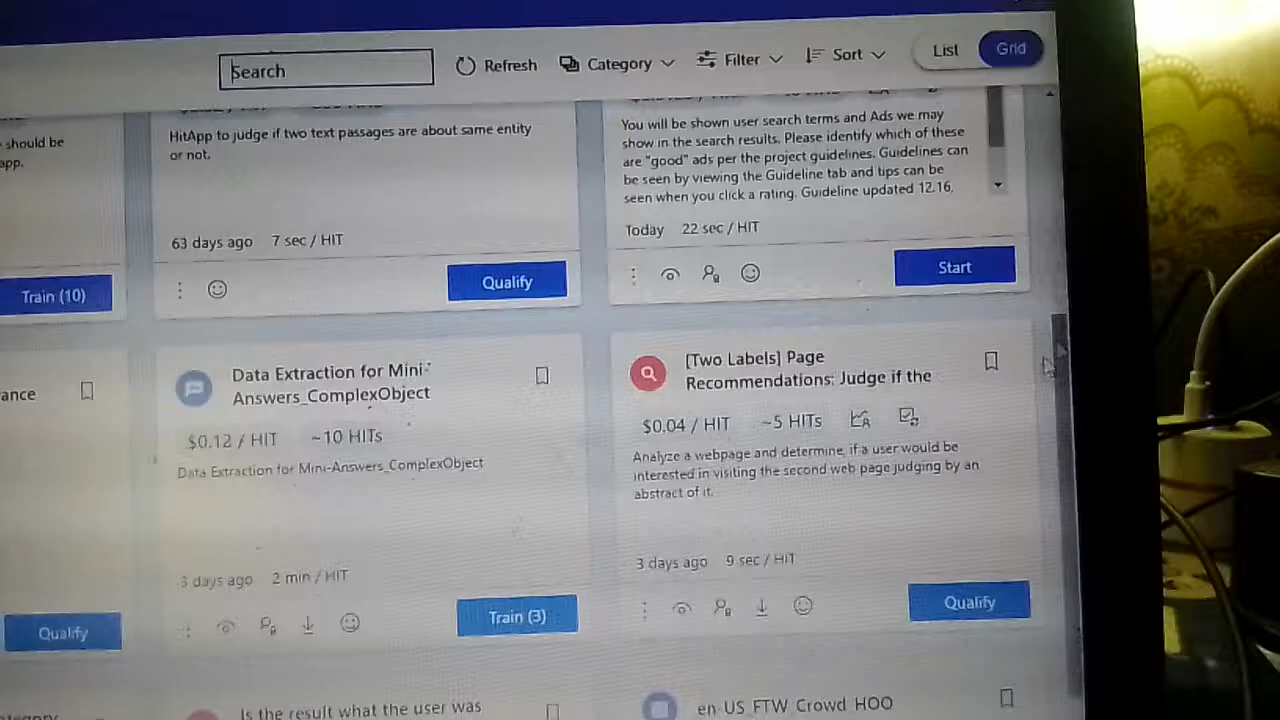 Search
Refresh
Category
Filter
Sort
List
Grid
should be
app.
Train (10)
HitApp to judge if two text passages are about same entity
or not.
63 days ago 7 sec / HIT
Qualify
You will be shown user search terms and Ads we may
show in the search results. Please identify which of these
are "good" ads per the project guidelines. Guidelines can
be seen by viewing the Guideline tab and tips can be
seen when you click a rating. Guideline updated 12.16.
Today 22 sec / HIT
Start
ance
Qualify
Data Extraction for Mini-
Answers_ComplexObject
$0.12 / HIT ~10 HITs
Data Extraction for Mini-Answers_ComplexObject
3 days ago 2 min / HIT
Train (3)
[Two Labels] Page
Recommendations: Judge if the
$0.04 / HIT ~5 HITs
Analyze a webpage and determine, if a user would be
interested in visiting the second web page judging by an
abstract of it.
3 days ago 9 sec / HIT
Qualify
Is the result what the user was
en-US_FTW_Crowd_HOO